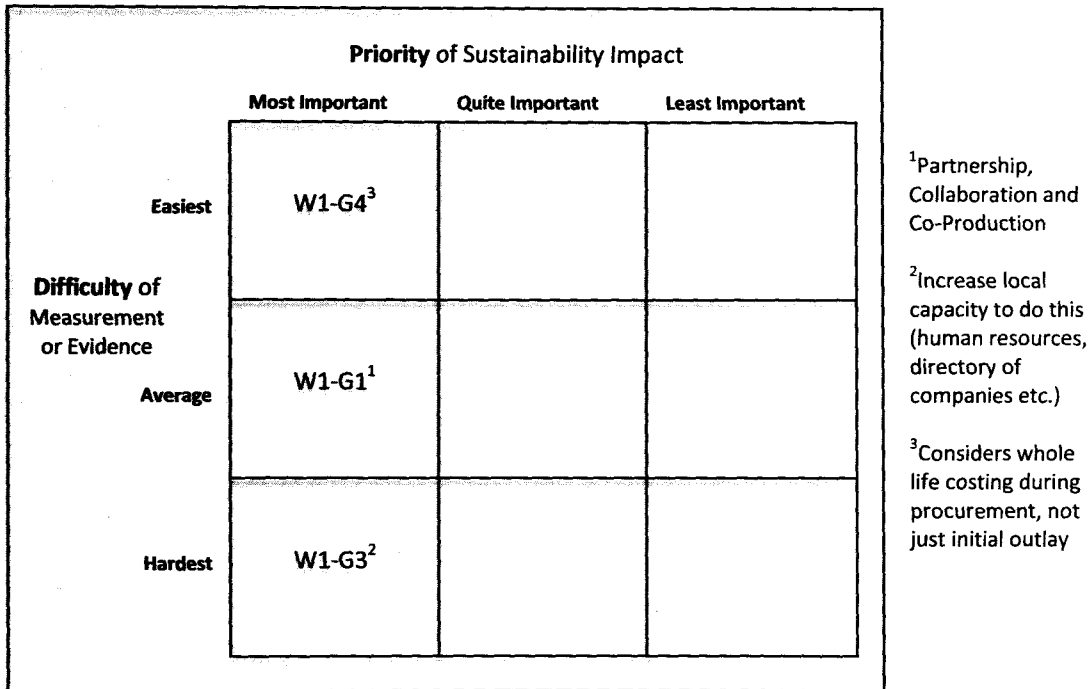 Priority of Sustainability Impact
Most Important Quite Important Least Important
Easiest W1-G4³
Difficulty of
Measurement
or Evidence
Average W1-G1¹
Hardest W1-G3²
¹Partnership,
Collaboration and
Co-Production
²Increase local
capacity to do this
(human resources,
directory of
companies etc.)
³Considers whole
life costing during
procurement, not
just initial outlay